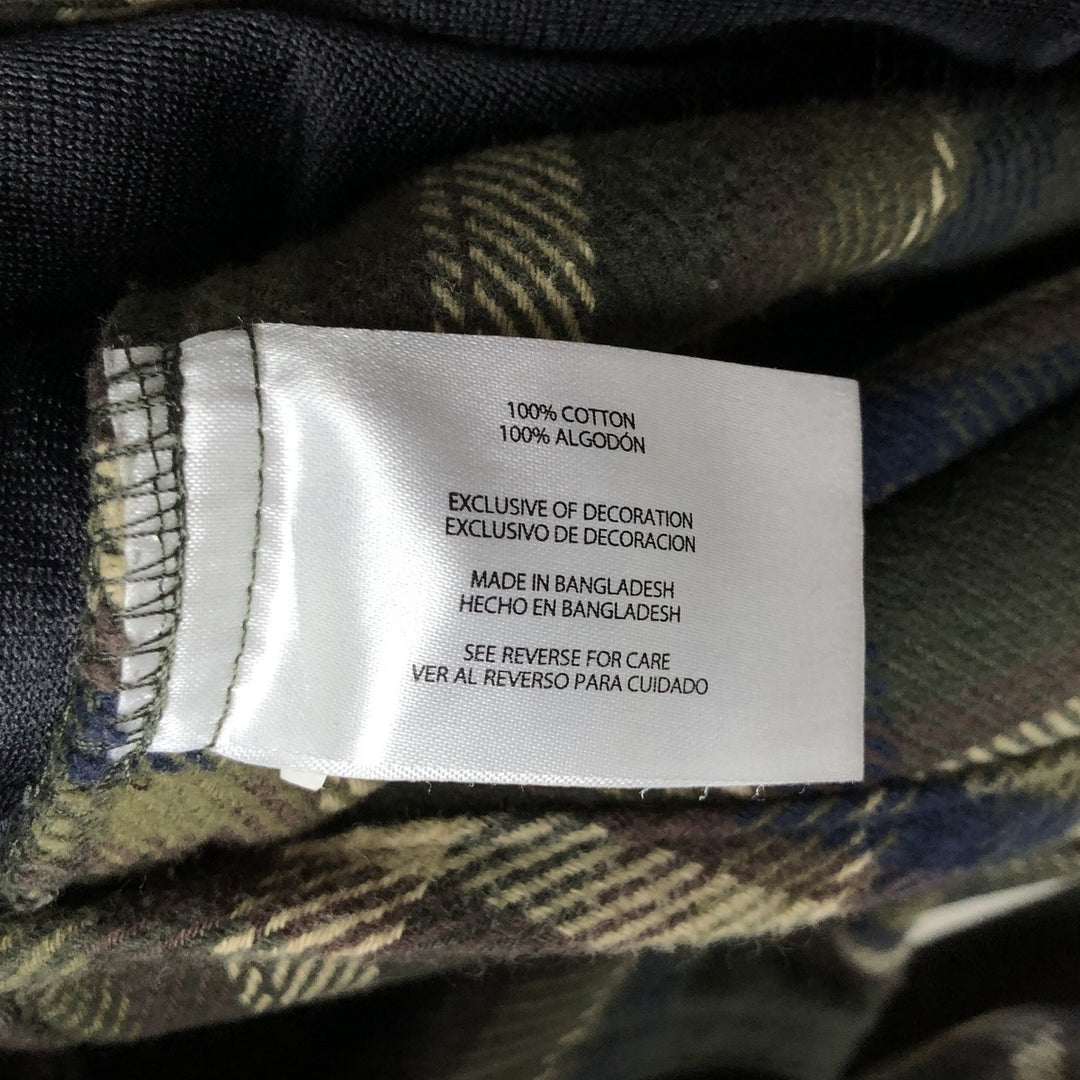 100% COTTON
100% ALGODÓN
EXCLUSIVE OF DECORATION
EXCLUSIVO DE DECORACION
MADE IN BANGLADESH
HECHO EN BANGLADESH
SEE REVERSE FOR CARE
VER AL REVERSO PARA CUIDADO